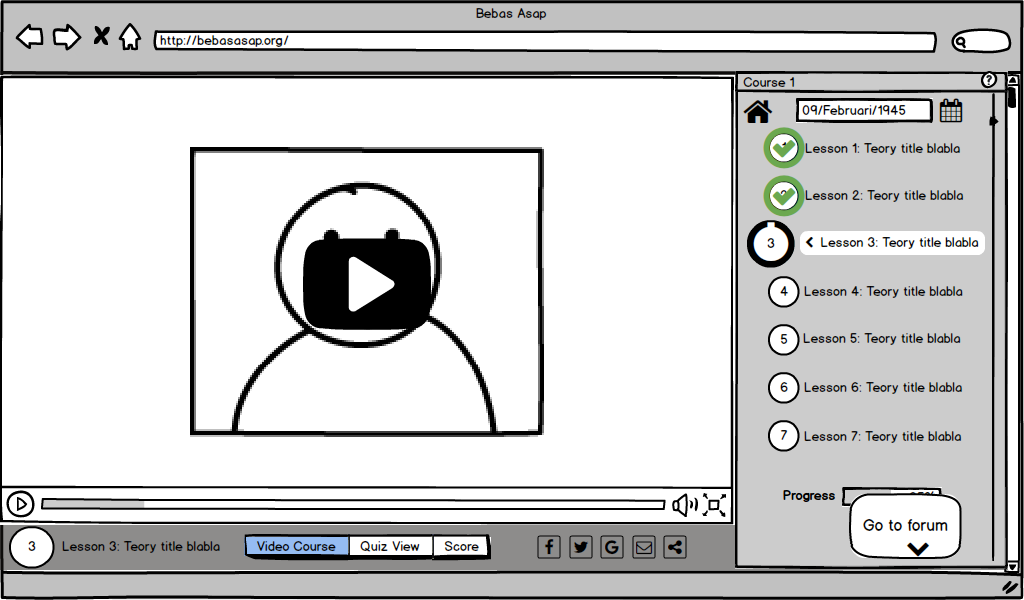 Bebas Asap
http://bebasasap.org/
Course 1
?
09/Februari/1945
Lesson 1: Teory title blabla
Lesson 2: Teory title blabla
3
Lesson 3: Teory title blabla
4
Lesson 4: Teory title blabla
5
Lesson 5: Teory title blabla
6
Lesson 6: Teory title blabla
7
Lesson 7: Teory title blabla
Progress
Go to forum
3
Lesson 3: Teory title blabla
Video Course
Quiz View
Score